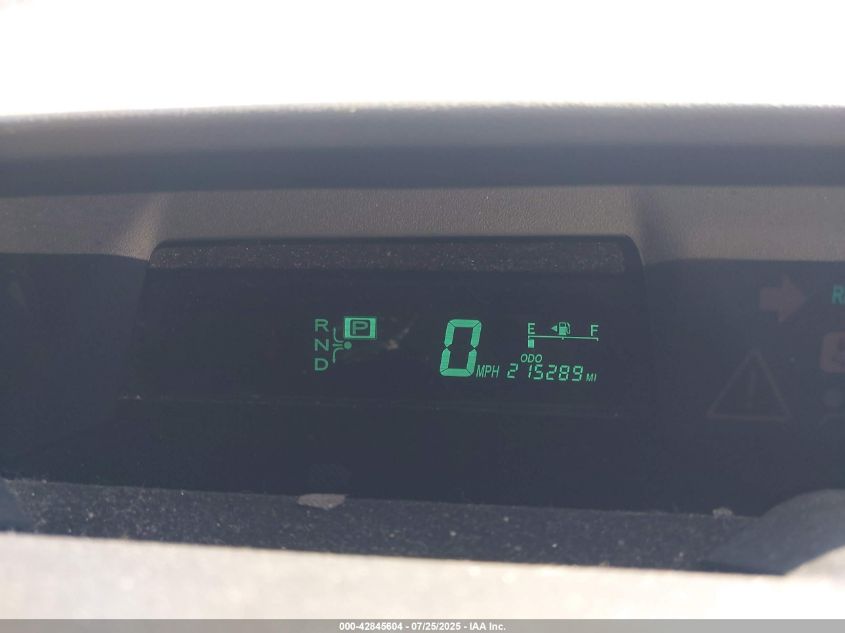 R P
N
D
0 MPH
E F
ODO
215289 MI
000-42845604 - 07/25/2025 - IAA Inc.